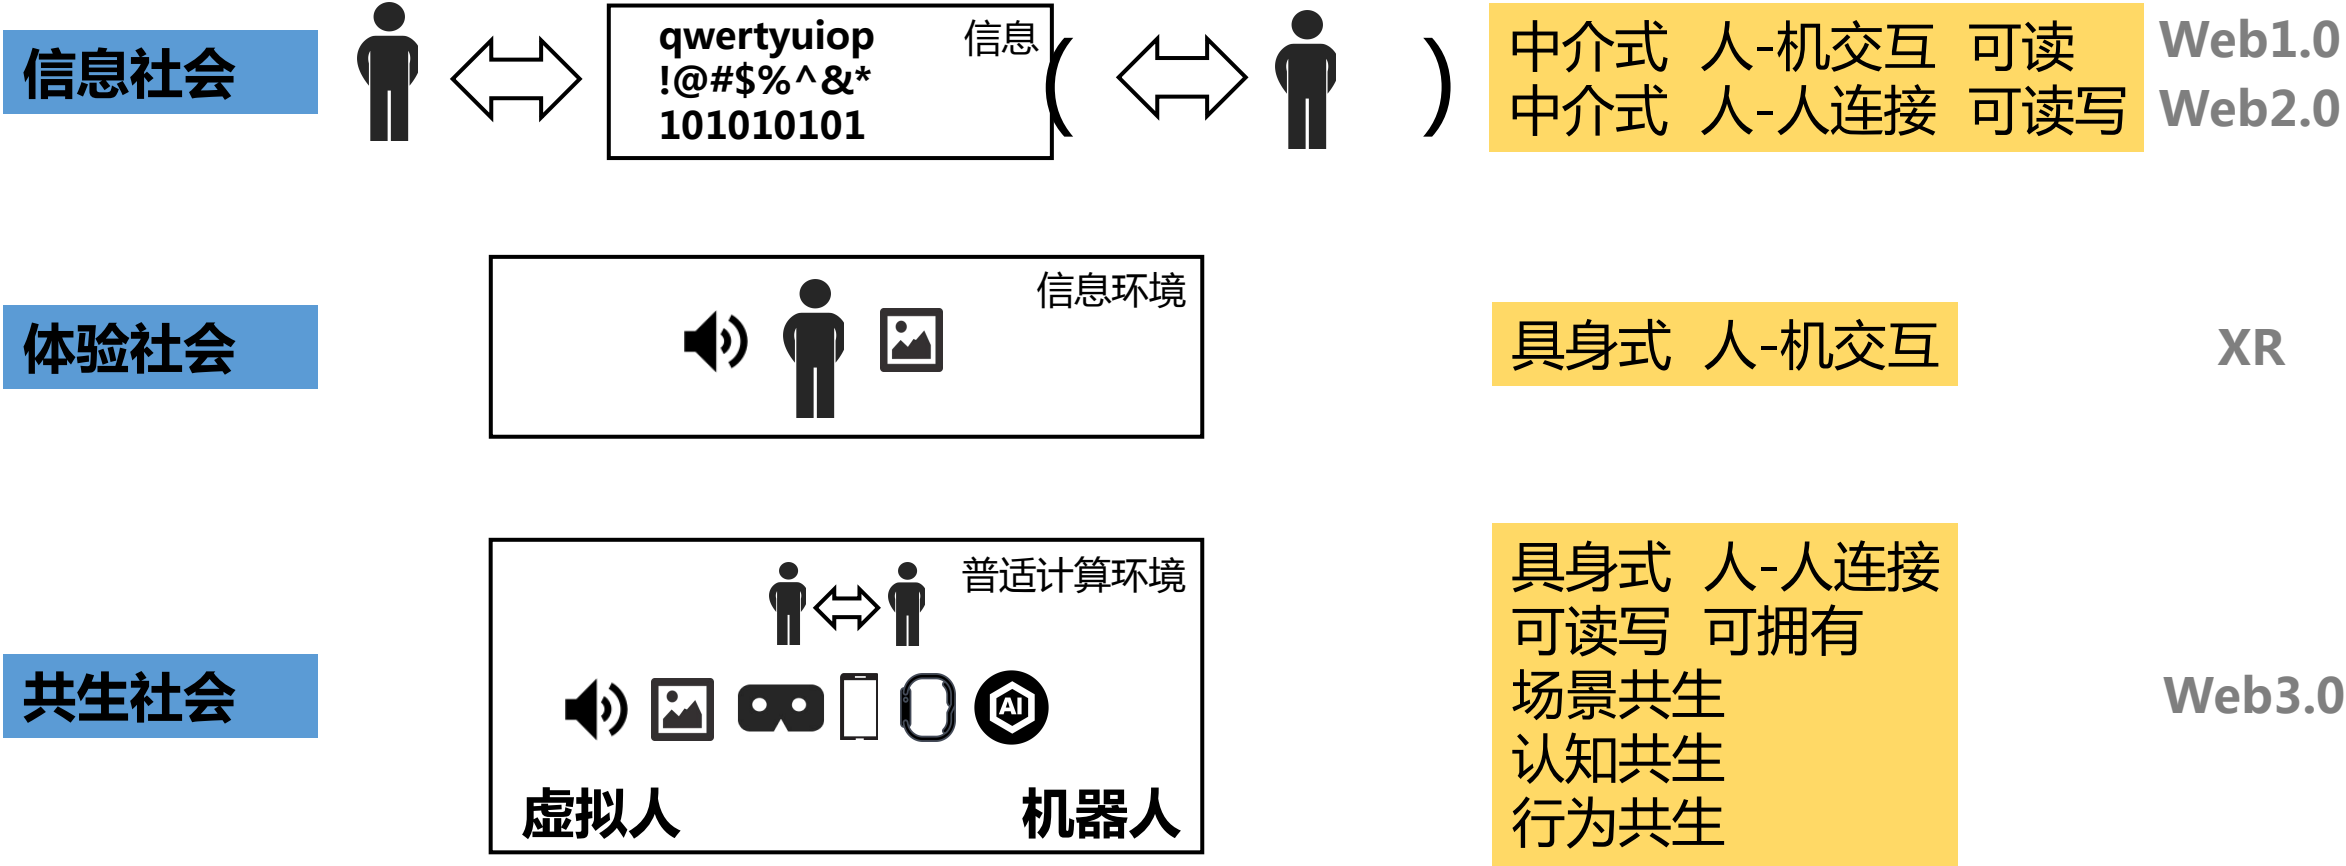 信息社会
qwertyuiop
!@#$%^&*
101010101
信息
(
)
中介式 人-机交互 可读
中介式 人-人连接 可读写
Web1.0
Web2.0
体验社会
信息环境
具身式 人-机交互
XR
共生社会
普适计算环境
AI
虚拟人
机器人
具身式 人-人连接
可读写 可拥有
场景共生
认知共生
行为共生
Web3.0